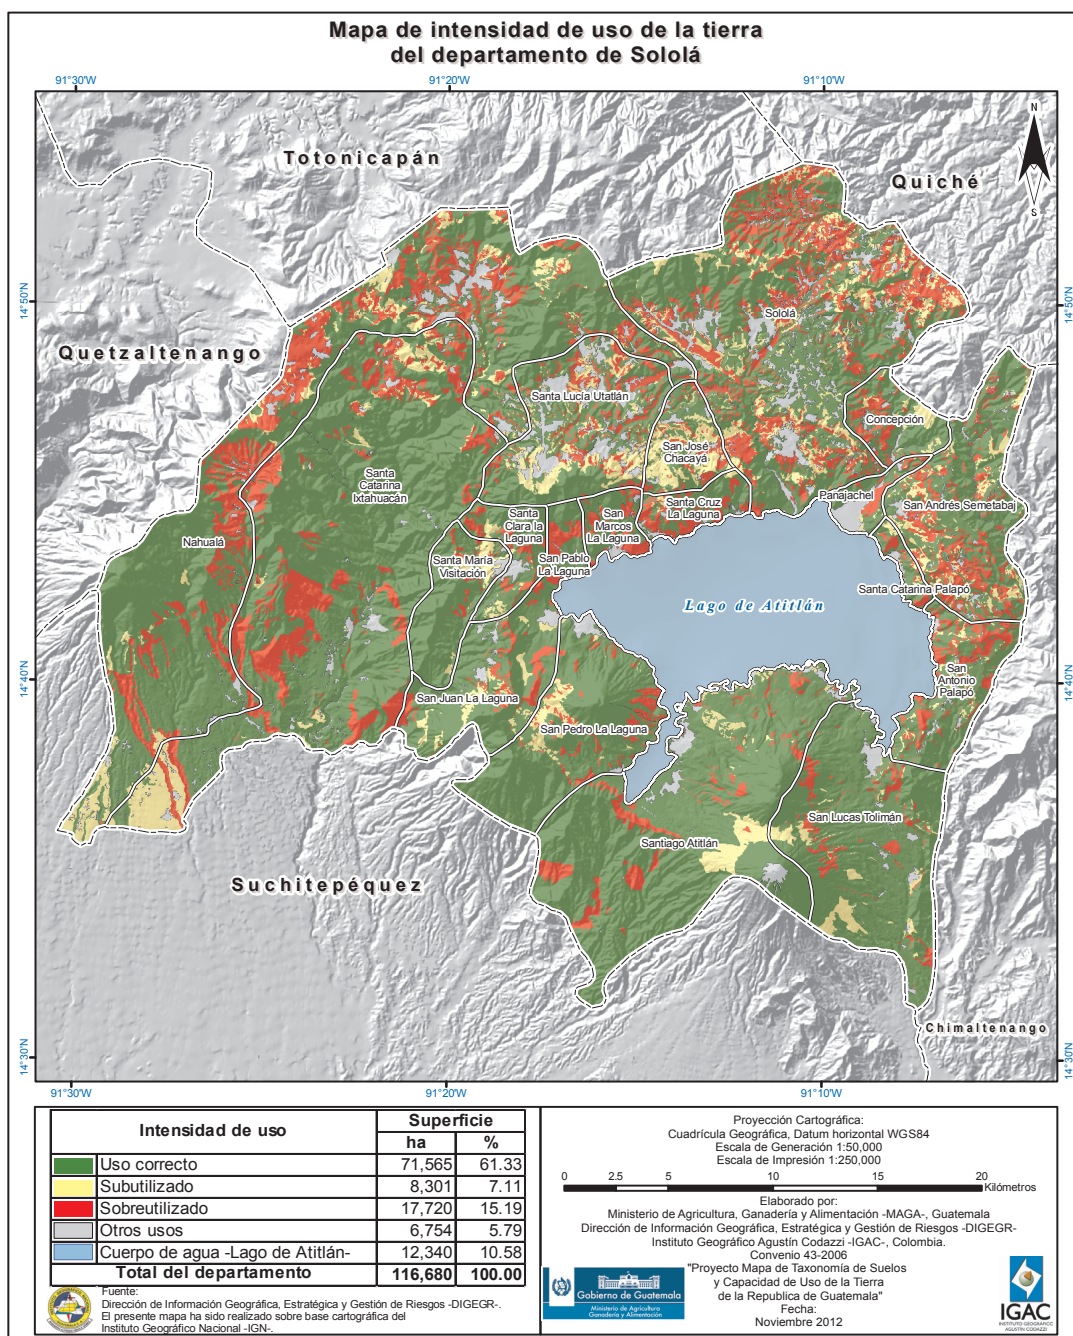 Mapa de intensidad de uso de la tierra
del departamento de Sololá
91°30'W
91°20'W
91°10'W
N
S
Totonicapán
Quiché
14°50'N
14°50'N
Quetzaltenango
Sololá
Santa Lucía Utatlán
Concepción
San José
Chacayá
Santa
Catarina
Ixtahuacán
Panajachel
San Andrés Semetabaj
Santa Cruz
La Laguna
Santa
Clara la
Laguna
San
Marcos
La Laguna
Nahualá
Santa María
Visitación
San Pablo
La Laguna
Santa Catarina Palapó
Lago de Atitlán
14°40'N
14°40'N
San
Antonio
Palapó
San Juan La Laguna
San Pedro La Laguna
San Lucas Tolimán
Santiago Atitlán
Suchitepéquez
Chimaltenango
14°30'N
14°30'N
91°30'W
91°20'W
91°10'W
Intensidad de uso
Superficie
ha
%
Uso correcto 71,565 61.33
Subutilizado 8,301 7.11
Sobreutilizado 17,720 15.19
Otros usos 6,754 5.79
Cuerpo de agua -Lago de Atitlán- 12,340 10.58
Total del departamento 116,680 100.00
Fuente:
Dirección de Información Geográfica, Estratégica y Gestión de Riesgos -DIGEGR-.
El presente mapa ha sido realizado sobre base cartográfica del
Instituto Geográfico Nacional -IGN-.
Proyección Cartográfica:
Cuadrícula Geográfica, Datum horizontal WGS84
Escala de Generación 1:50,000
Escala de Impresión 1:250,000
0 2.5 5 10 15 20
Kilómetros
Elaborado por:
Ministerio de Agricultura, Ganadería y Alimentación -MAGA-, Guatemala
Dirección de Información Geográfica, Estratégica y Gestión de Riesgos -DIGEGR-
Instituto Geográfico Agustín Codazzi -IGAC-, Colombia.
Convenio 43-2006
"Proyecto Mapa de Taxonomía de Suelos
y Capacidad de Uso de la Tierra
de la Republica de Guatemala"
Fecha:
Noviembre 2012
Gobierno de Guatemala
Ministerio de Agricultura
Ganadería y Alimentación
IGAC
INSTITUTO GEOGRAFICO
AGUSTIN CODAZZI